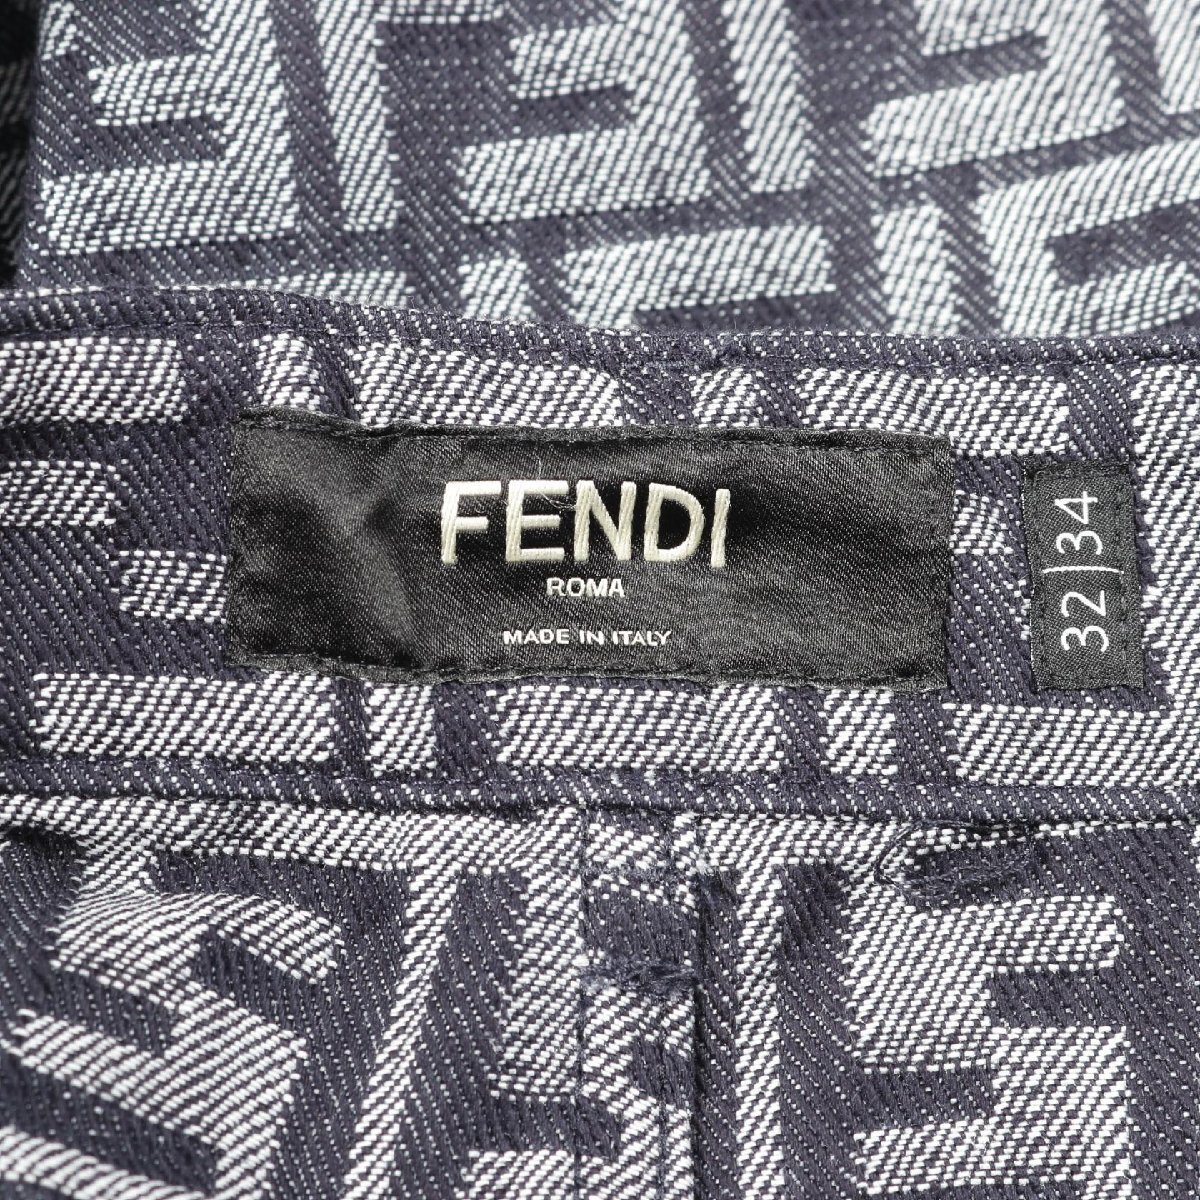 FENDI
ROMA
MADE IN ITALY
32|34